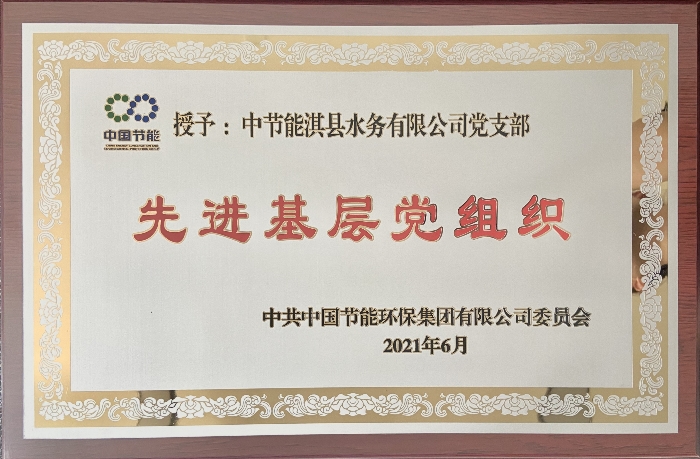 中国节能
授予：中节能淇县水务有限公司党支部
先进基层党组织
中共中国节能环保集团有限公司委员会
2021年6月